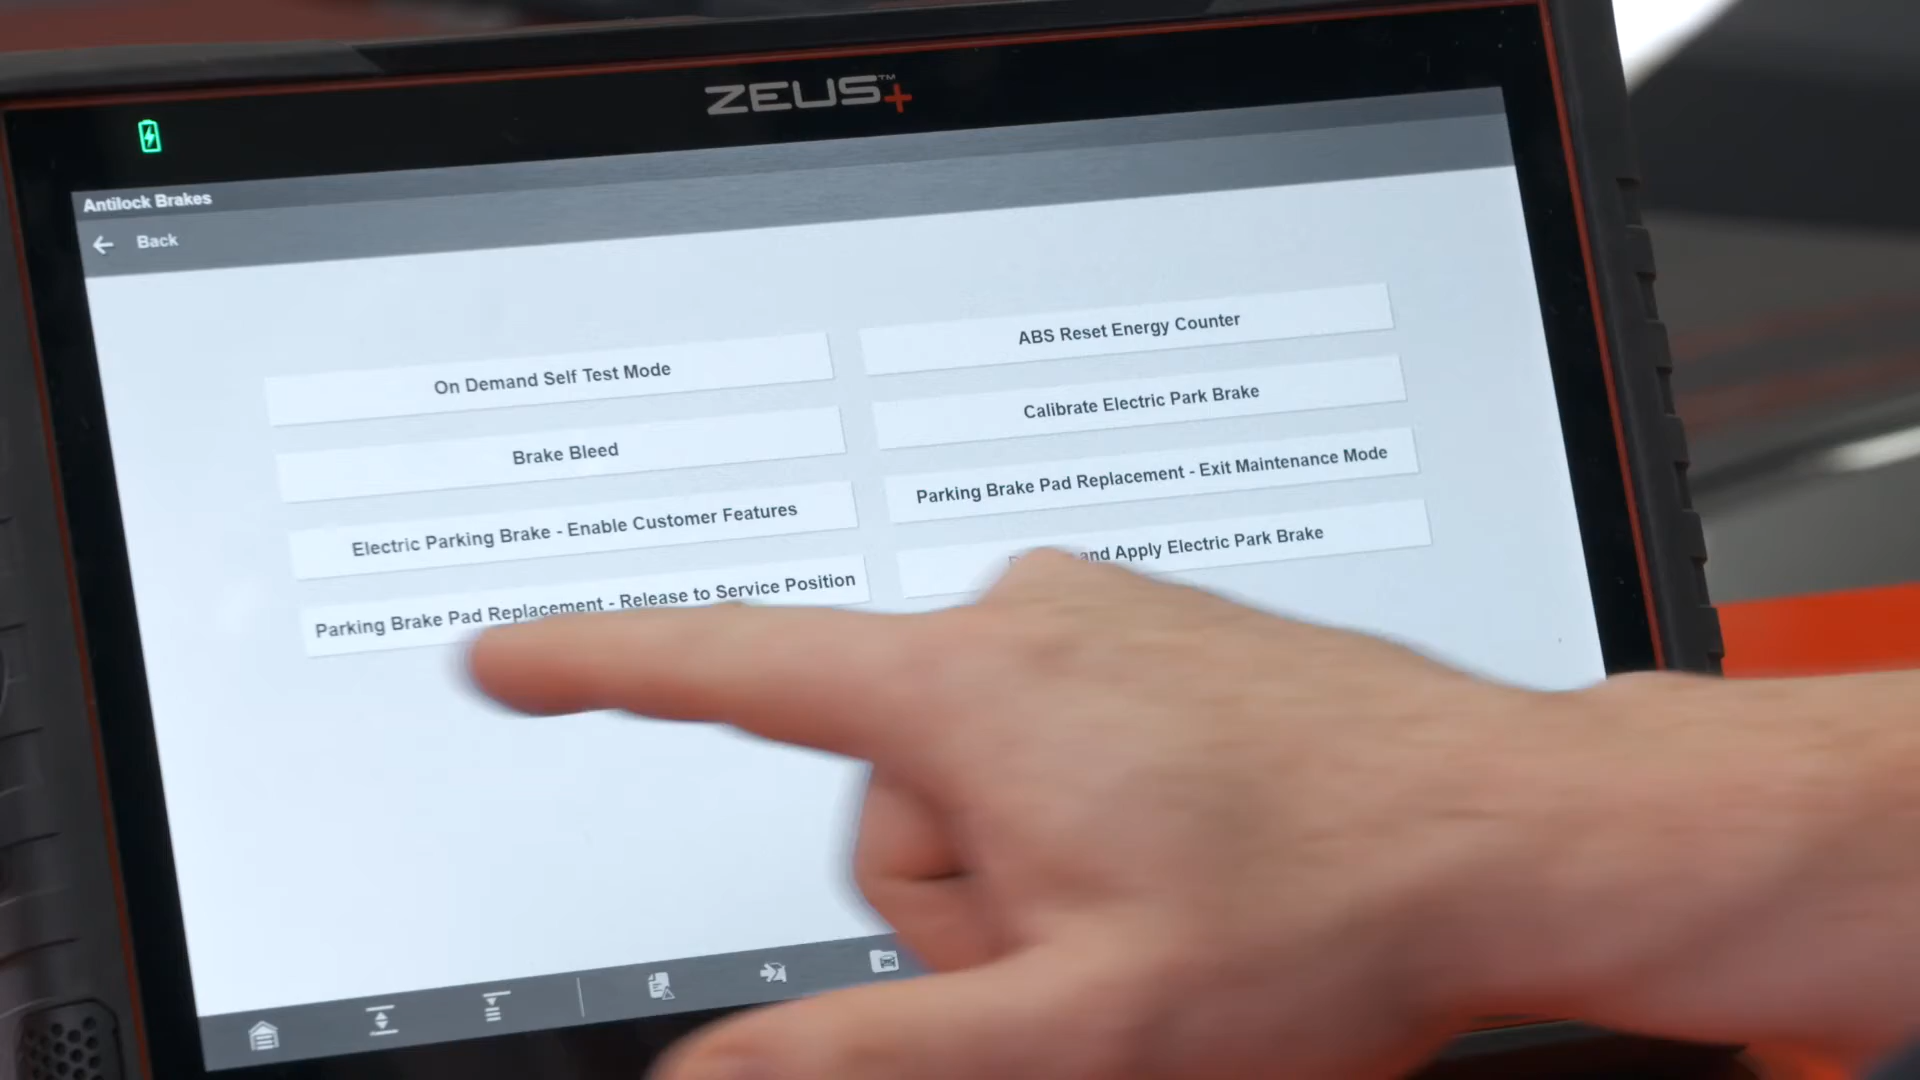 ZEUS™+
Antilock Brakes
Back
On Demand Self Test Mode
ABS Reset Energy Counter
Brake Bleed
Calibrate Electric Park Brake
Electric Parking Brake - Enable Customer Features
Parking Brake Pad Replacement - Exit Maintenance Mode
Parking Brake Pad Replacement - Release to Service Position
and Apply Electric Park Brake